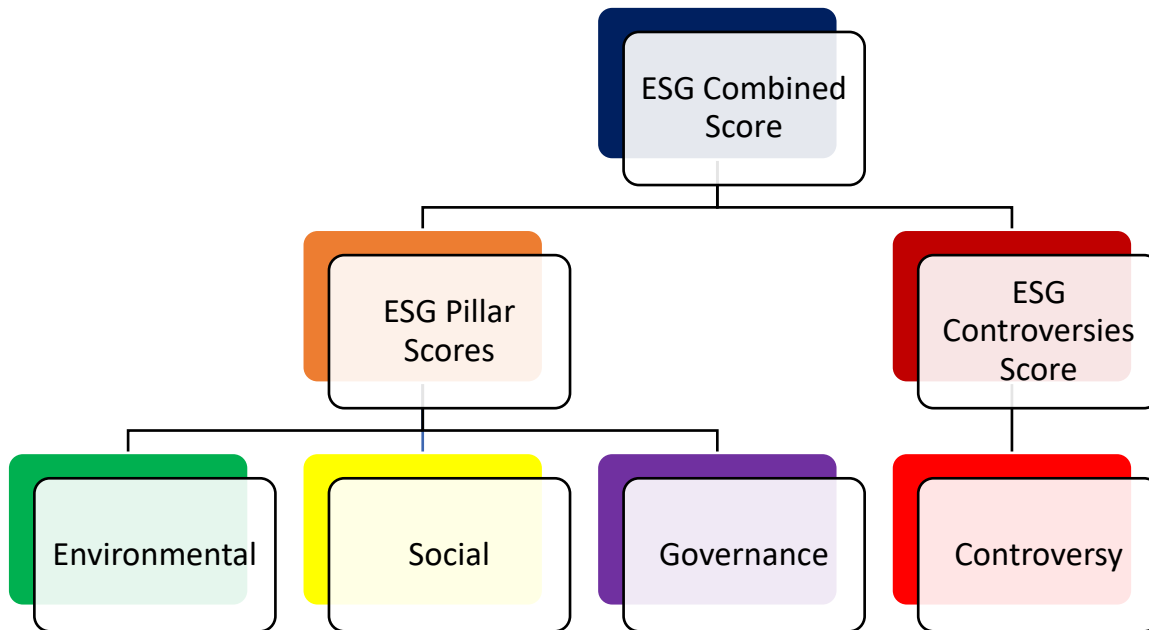 ESG Combined
Score
ESG Pillar
Scores
ESG
Controversies
Score
Environmental
Social
Governance
Controversy